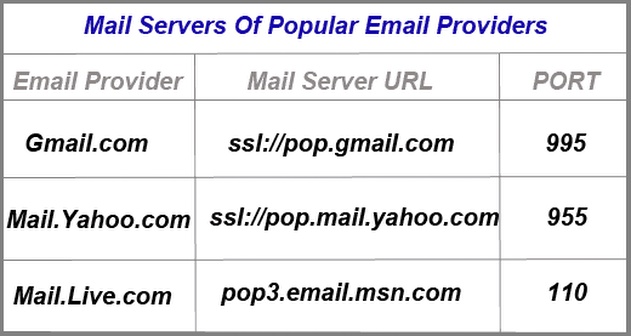 Mail Servers Of Popular Email Providers
Email Provider Mail Server URL PORT
Gmail.com ssl://pop.gmail.com 995
Mail.Yahoo.com ssl://pop.mail.yahoo.com 955
Mail.Live.com pop3.email.msn.com 110